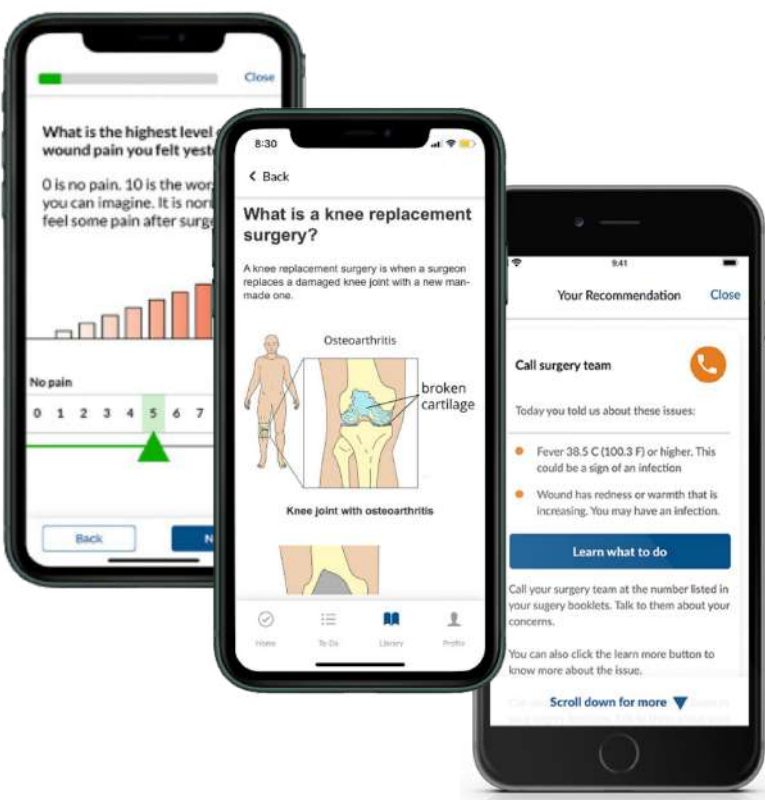 Close
What is the highest level
wound pain you felt yest
0 is no pain. 10 is the wor
you can imagine. It is nor
feel some pain after surge
No pain
0 1 2 3 4 5 6 7
Back
N
8:30
Back
What is a knee replacement
surgery?
A knee replacement surgery is when a surgeon
replaces a damaged knee joint with a new man-
made one.
Osteoarthritis
broken
cartilage
Knee joint with osteoarthritis
Home To-Do Library Profile
9:41
Your Recommendation Close
Call surgery team
Today you told us about these issues:
Fever 38.5 C (100.3 F) or higher. This
could be a sign of an infection
Wound has redness or warmth that is
increasing. You may have an infection.
Learn what to do
Call your surgery team at the number listed in
your sugery booklets. Talk to them about your
concerns.
You can also click the learn more button to
know more about the issue.
Scroll down for more